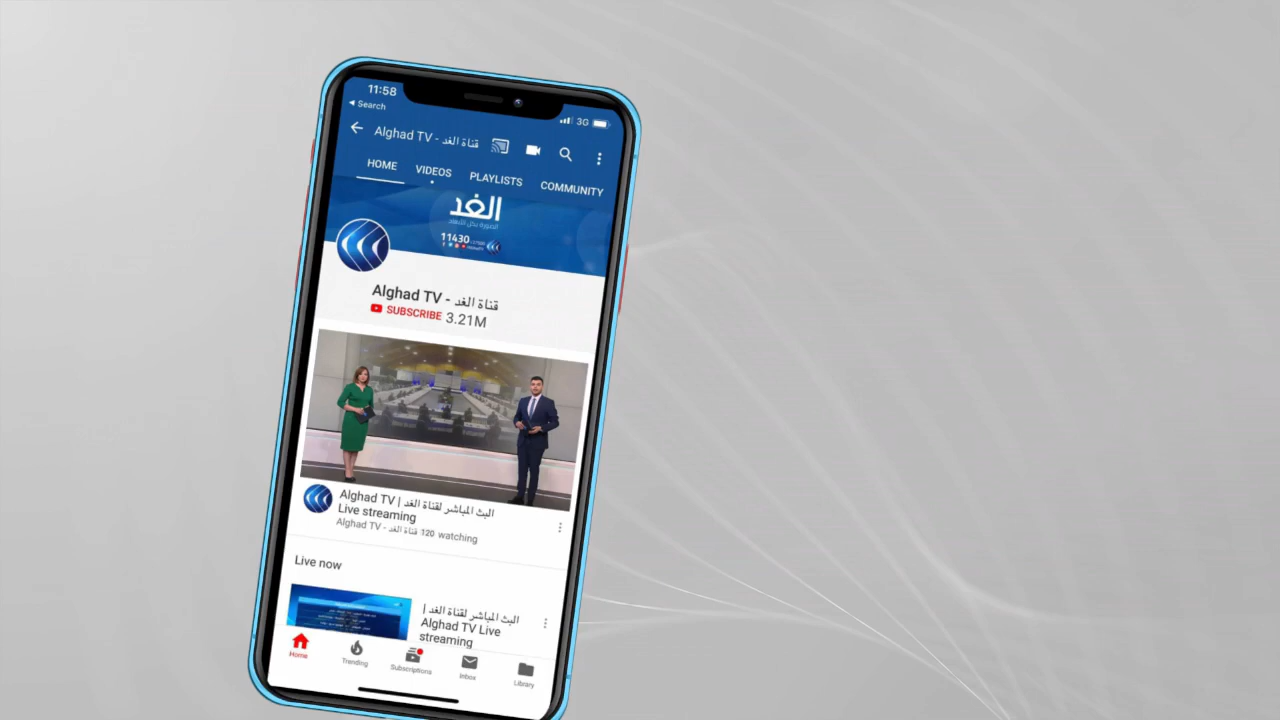 11:58
Search
3G
Alghad TV - قناة الغد
HOME VIDEOS PLAYLISTS COMMUNITY
الغد
11430
Alghad TV - قناة الغد
SUBSCRIBE 3.21M
Alghad TV | البث المباشر لقناة الغد
Live streaming
Alghad TV - قناة الغد 120 watching
Live now
البث المباشر لقناة الغد |
Alghad TV Live
streaming
Home Trending Subscriptions Inbox Library